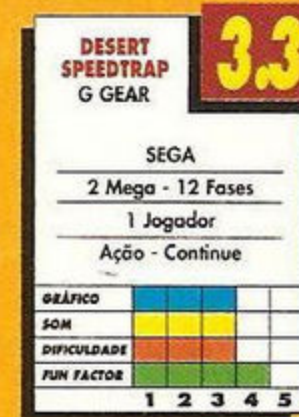 DESERT
SPEEDTRAP
G GEAR
3.3
SEGA
2 Mega - 12 Fases
1 Jogador
Ação - Continue
GRÁFICO
SOM
DIFICULDADE
FUN FACTOR
1 2 3 4 5